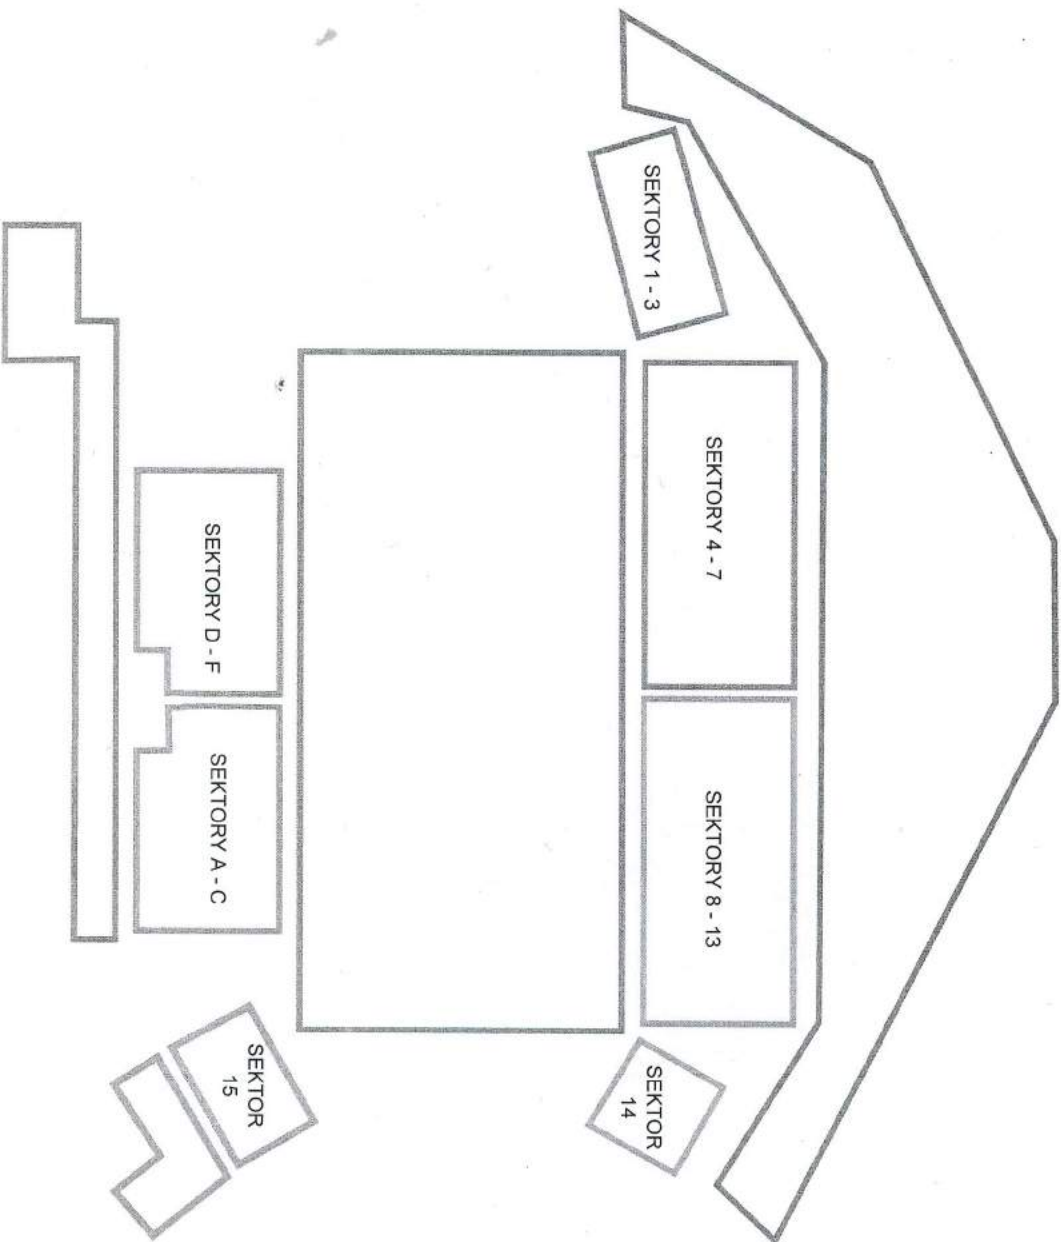 SEKTORY 1 - 3
SEKTORY 4 - 7
SEKTORY 8 - 13
SEKTOR
14
SEKTORY D - F
SEKTORY A - C
SEKTOR
15